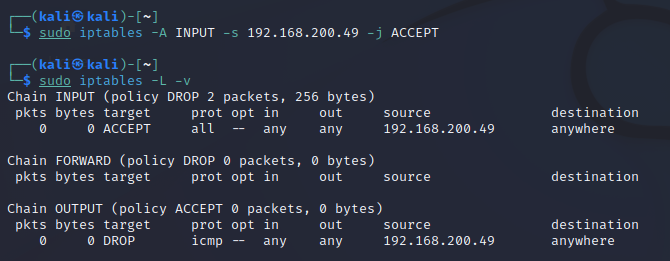 ┌──(kali㉿kali)-[~]
└─$ sudo iptables -A INPUT -s 192.168.200.49 -j ACCEPT
┌──(kali㉿kali)-[~]
└─$ sudo iptables -L -v
Chain INPUT (policy DROP 2 packets, 256 bytes)
pkts bytes target prot opt in out source destination
0 0 ACCEPT all -- any any 192.168.200.49 anywhere
Chain FORWARD (policy DROP 0 packets, 0 bytes)
pkts bytes target prot opt in out source destination
Chain OUTPUT (policy ACCEPT 0 packets, 0 bytes)
pkts bytes target prot opt in out source destination
0 0 DROP icmp -- any any 192.168.200.49 anywhere